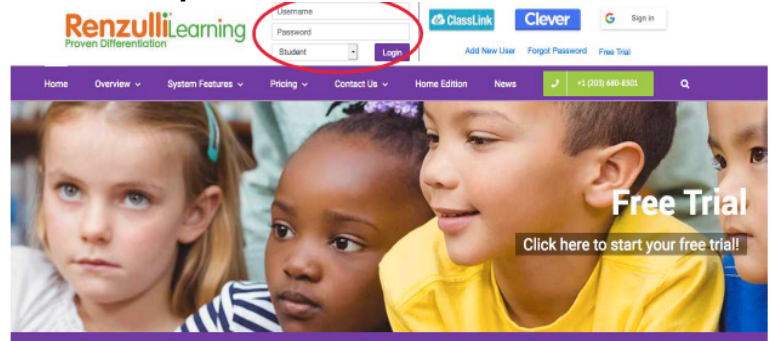 RenzulliLearning
Proven Differentiation
Username
Password
Student
Login
ClassLink
Clever
G Sign in
Add New User Forgot Password Free Trial
Home Overview System Features Pricing Contact Us Home Edition News +1 (203) 680-8301
Free Trial
Click here to start your free trial!